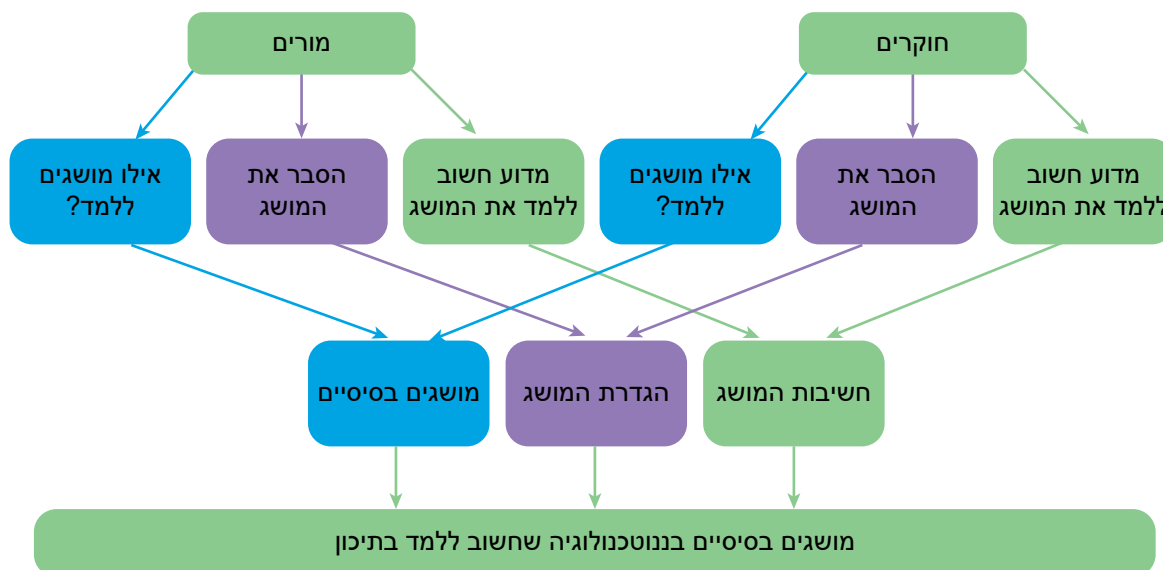 חוקרים
מורים
מדוע חשוב
ללמד את המושג
הסבר את
המושג
אילו מושגים
ללמד?
מדוע חשוב
ללמד את המושג
הסבר את
המושג
אילו מושגים
ללמד?
חשיבות המושג
הגדרת המושג
מושגים בסיסיים
מושגים בסיסיים בננוטכנולוגיה שחשוב ללמד בתיכון